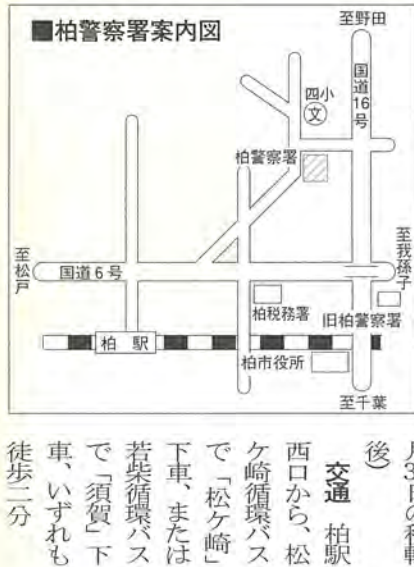 ■柏警察署案内図
至野田
国道16号
四小
文
柏警察署
至松戸
国道6号
至我孫子
柏税務署
旧柏警察署
柏駅
柏市役所
至千葉
後）
交通　柏駅
西口から、松
ケ崎循環バス
で「松ケ崎」
下車、または
若柴循環バス
で「須賀」下
車、いずれも
徒歩二分